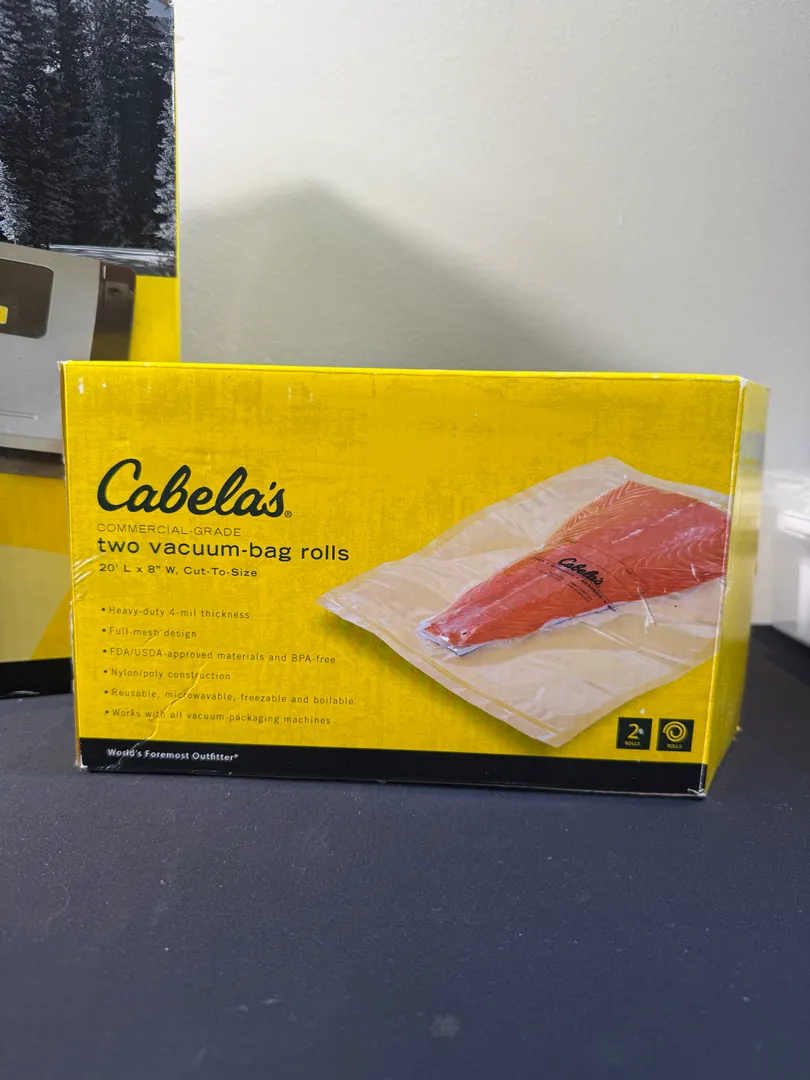 Cabela's®
COMMERCIAL-GRADE
two vacuum-bag rolls
20' L x 8" W, Cut-To-Size
• Heavy-duty 4-mil thickness
• Full-mesh design
• FDA/USDA-approved materials and BPA-free
• Nylon/poly construction
• Reusable, microwavable, freezable and boilable
• Works with all vacuum-packaging machines
World's Foremost Outfitter®
Cabela's
2
ROLLS
ROLLS